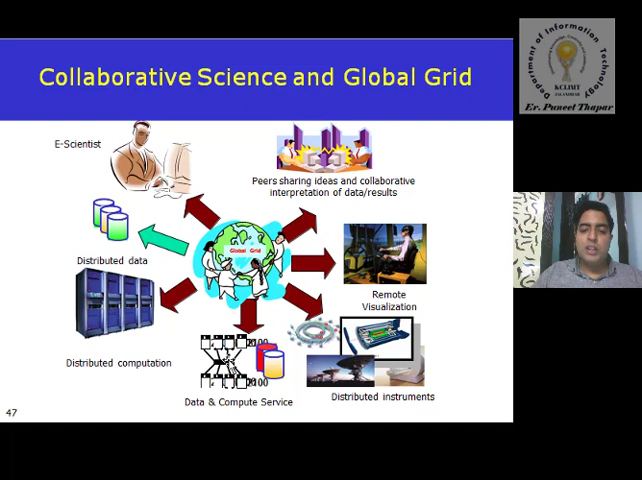 Collaborative Science and Global Grid
Department of Information Technology
KCLIMT
JALANDHAR
Er. Puneet Thapar
E-Scientist
Peers sharing ideas and collaborative
interpretation of data/results
Global Grid
Distributed data
Remote
Visualization
Distributed computation
Data & Compute Service
Distributed instruments
47